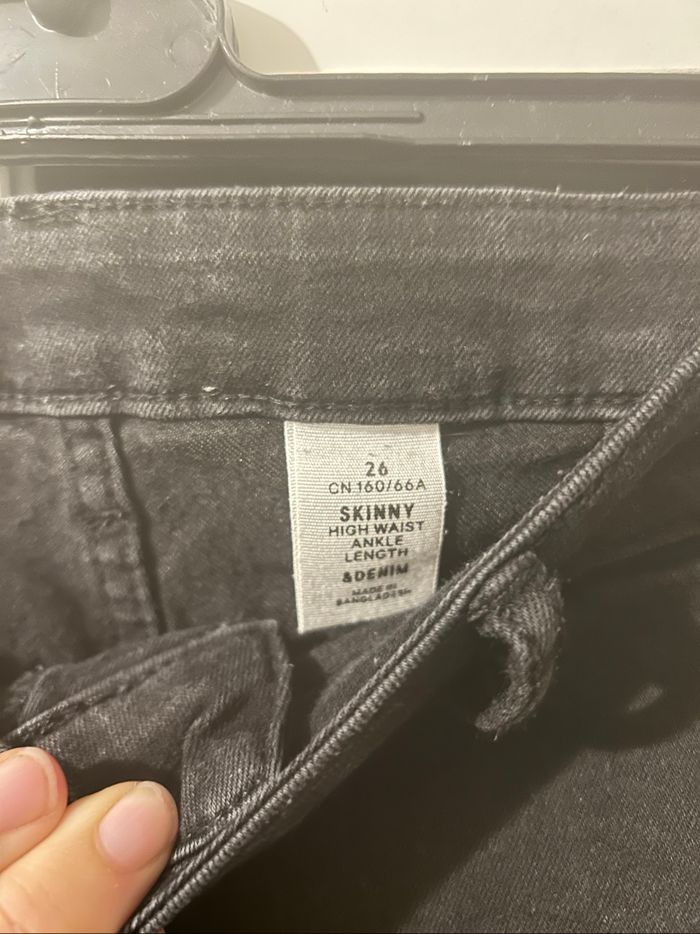 26
CN 160/66A
SKINNY
HIGH WAIST
ANKLE
LENGTH
&DENIM
MADE IN
BANGLADESH